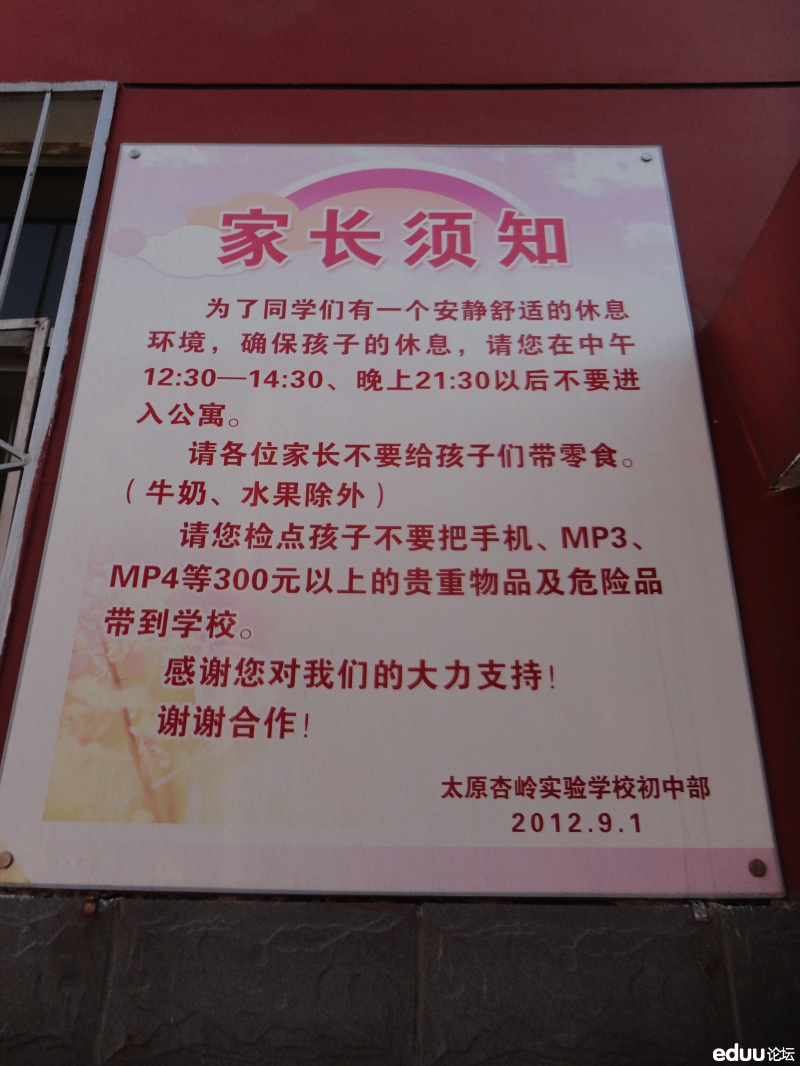 家长须知
为了同学们有一个安静舒适的休息
环境，确保孩子的休息，请您在中午
12:30—14:30、晚上21:30以后不要进
入公寓。
请各位家长不要给孩子们带零食。
（牛奶、水果除外）
请您检点孩子不要把手机、MP3、
MP4等300元以上的贵重物品及危险品
带到学校。
感谢您对我们的大力支持！
谢谢合作！
太原杏岭实验学校初中部
2012.9.1
eduu论坛